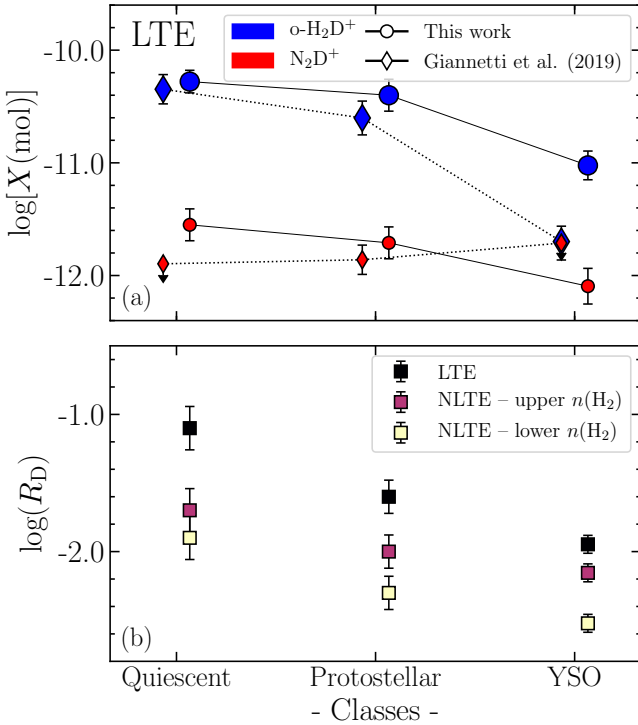 LTE
o-H₂D⁺
N₂D⁺
This work
Giannetti et al. (2019)
log[X(mol)]
-10.0
-11.0
-12.0
(a)
LTE
NLTE – upper n(H₂)
NLTE – lower n(H₂)
log(R_D)
-1.0
-2.0
(b)
Quiescent Protostellar YSO
- Classes -